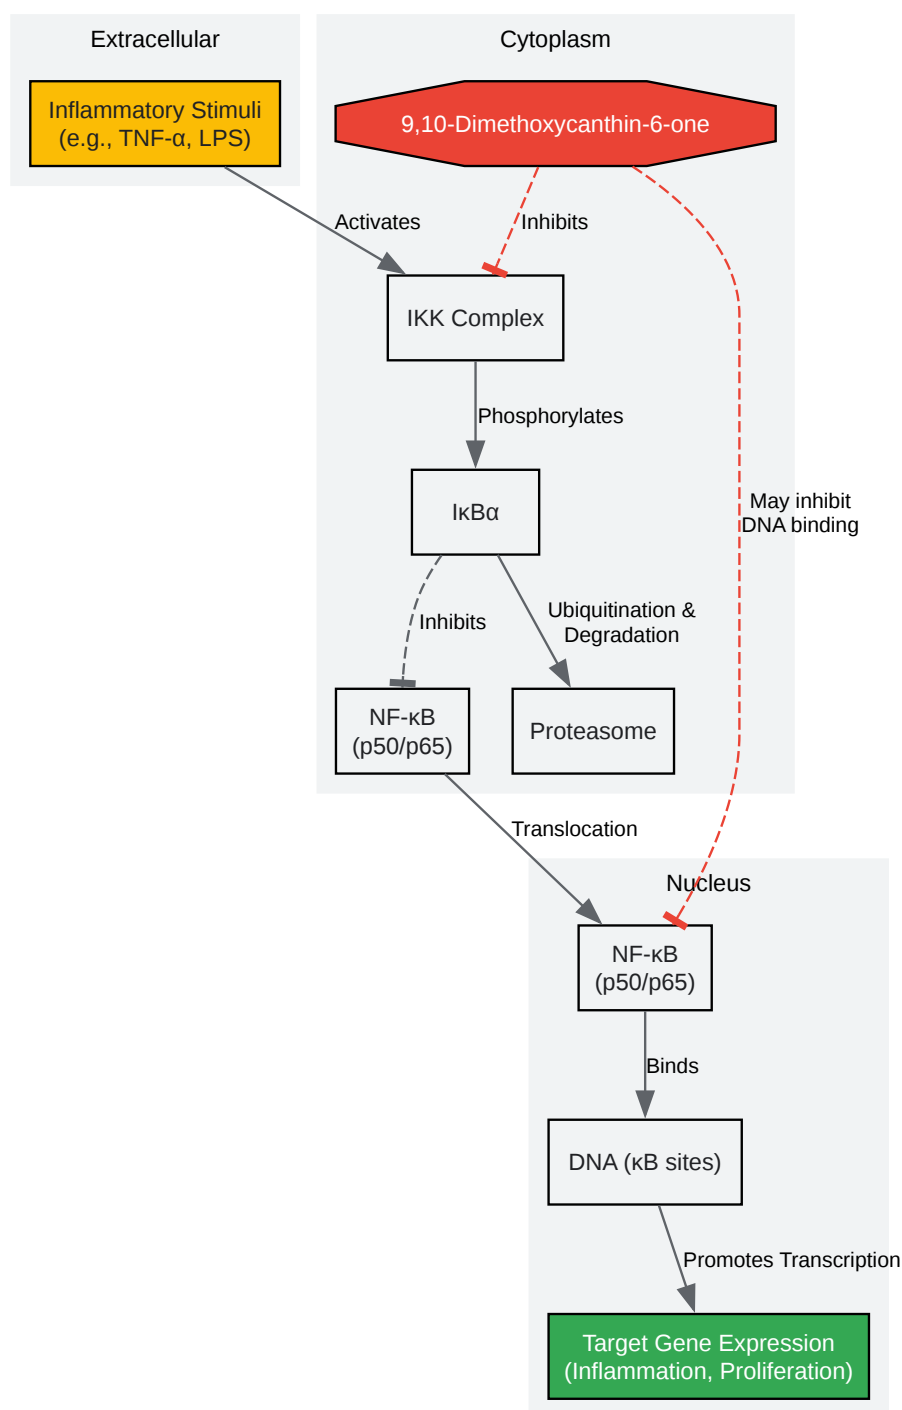 Extracellular
Cytoplasm
Inflammatory Stimuli
(e.g., TNF-α, LPS)
9,10-Dimethoxycanthin-6-one
Activates
Inhibits
IKK Complex
Phosphorylates
IκBα
May inhibit
DNA binding
Inhibits
Ubiquitination &
Degradation
NF-κB
(p50/p65)
Proteasome
Translocation
Nucleus
NF-κB
(p50/p65)
Binds
DNA (κB sites)
Promotes Transcription
Target Gene Expression
(Inflammation, Proliferation)